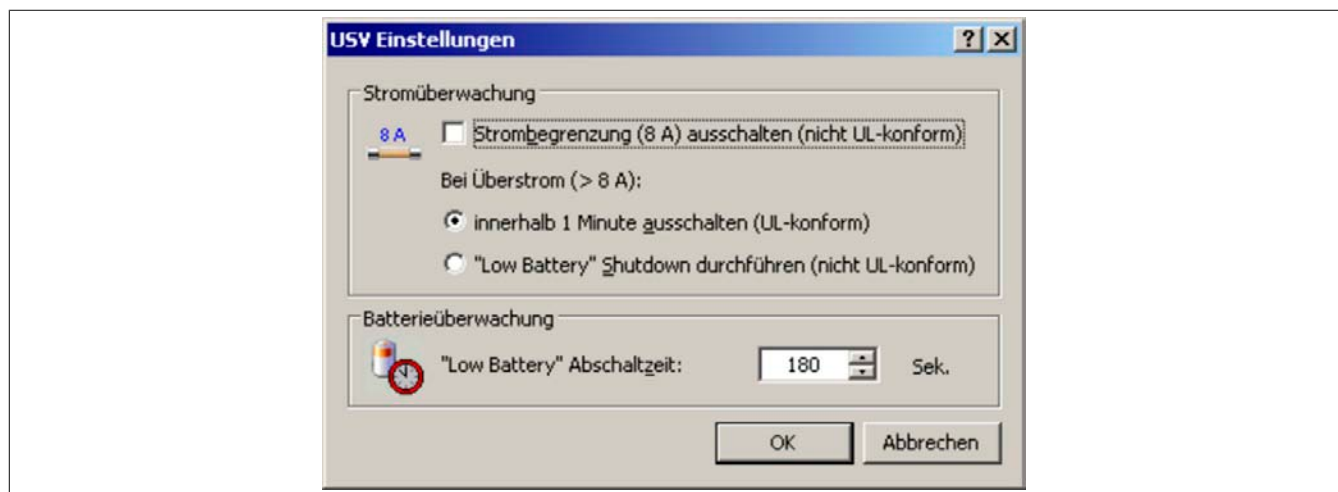 USV Einstellungen
Stromüberwachung
8 A
Strombegrenzung (8 A) ausschalten (nicht UL-konform)
Bei Überstrom (> 8 A):
innerhalb 1 Minute ausschalten (UL-konform)
"Low Battery" Shutdown durchführen (nicht UL-konform)
Batterieüberwachung
"Low Battery" Abschaltzeit: 180 Sek.
OK Abbrechen